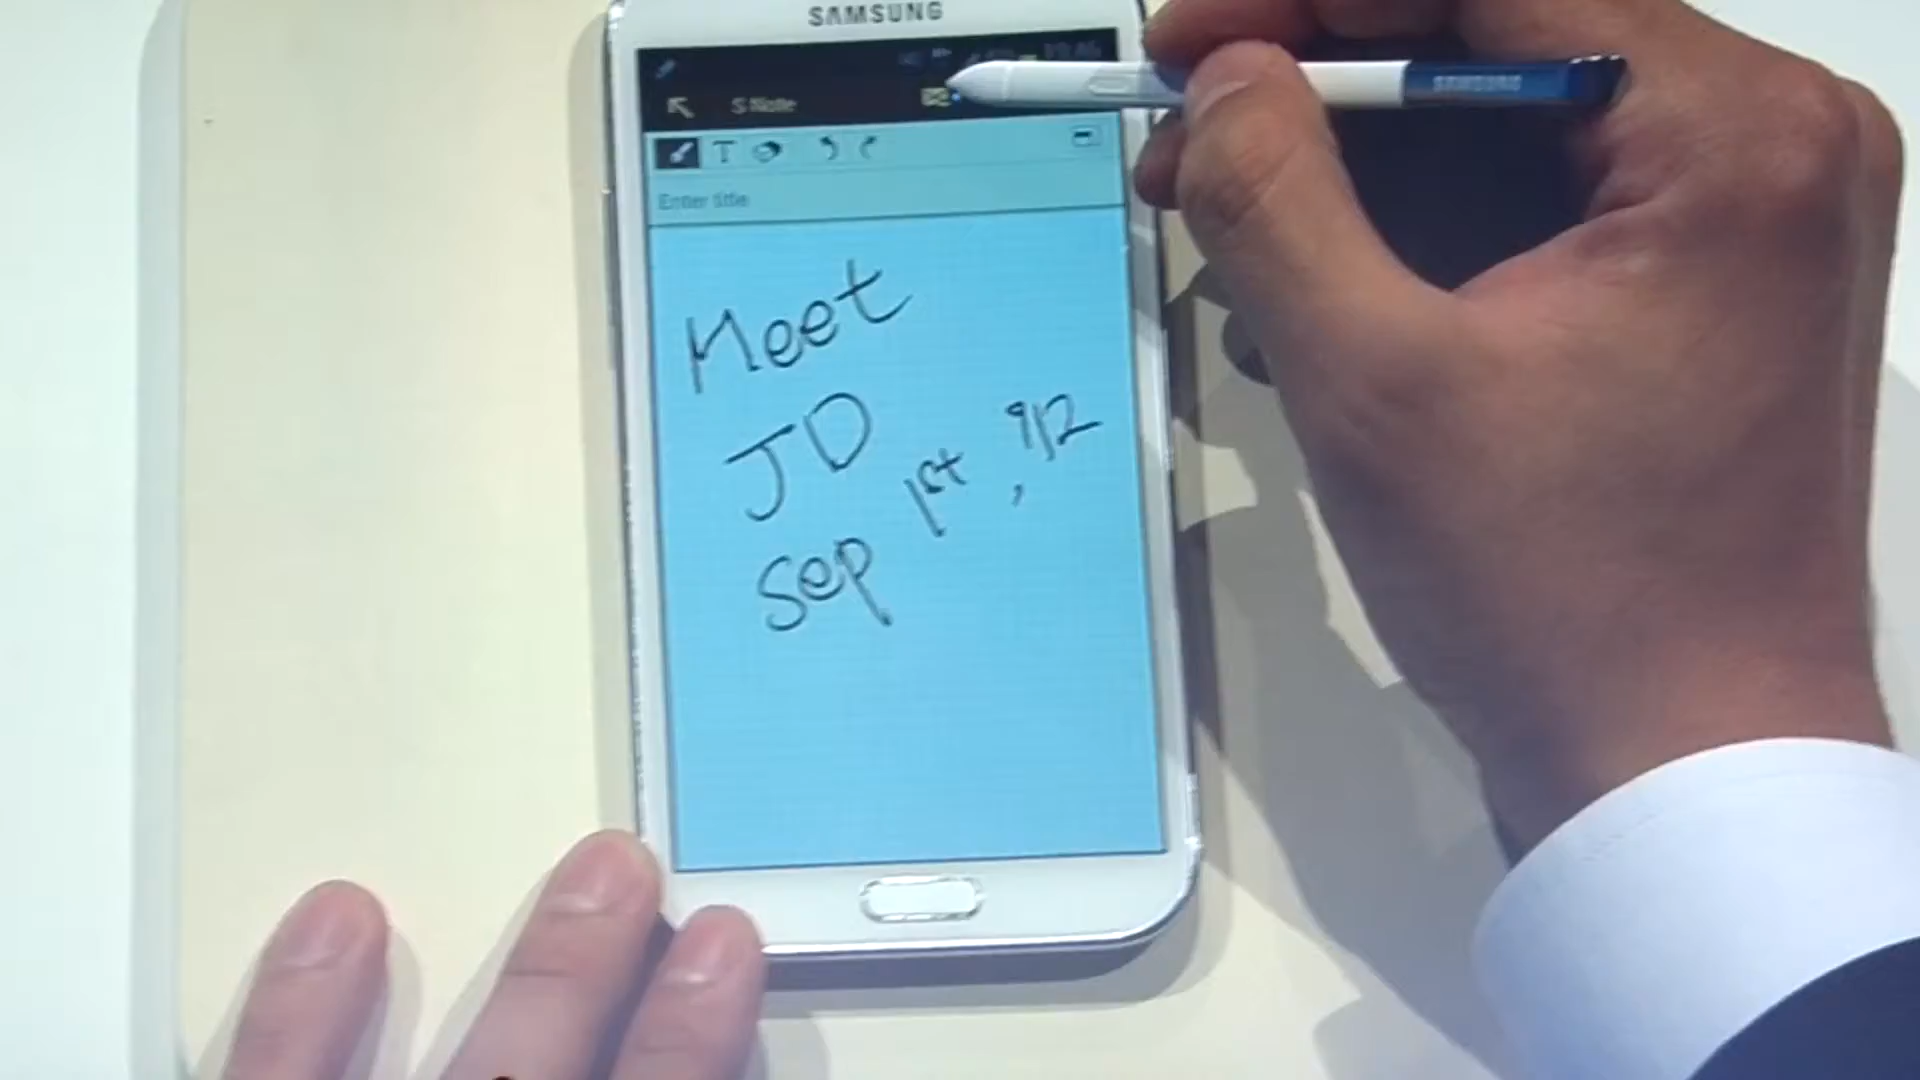 SAMSUNG
S Note
Enter title
Meet
JD
Sep 1st, '12
SAMSUNG